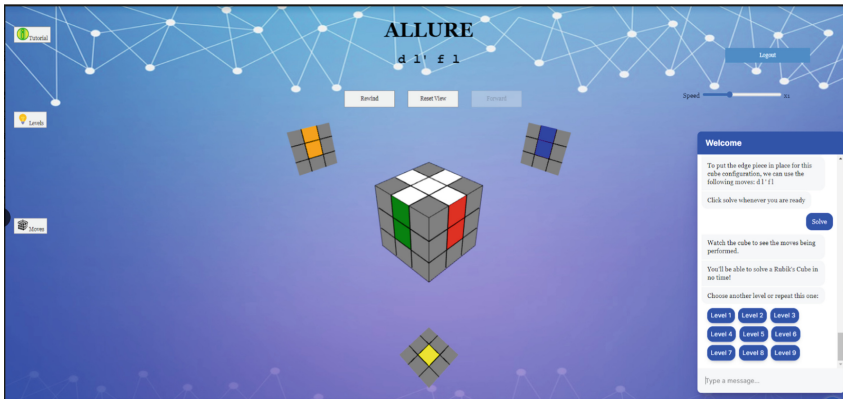 ALLURE
d l' f l
Tutorial
Logout
Rewind
Reset View
Forward
Speed
Levels
Moves
Welcome
To put the edge piece in place for this
cube configuration, we can use the
following moves: d l ' f l
Click solve whenever you are ready
Solve
Watch the cube to see the moves being
performed.
You'll be able to solve a Rubik's Cube in
no time!
Choose another level or repeat this one:
Level 1 Level 2 Level 3
Level 4 Level 5 Level 6
Level 7 Level 8 Level 9
Type a message...